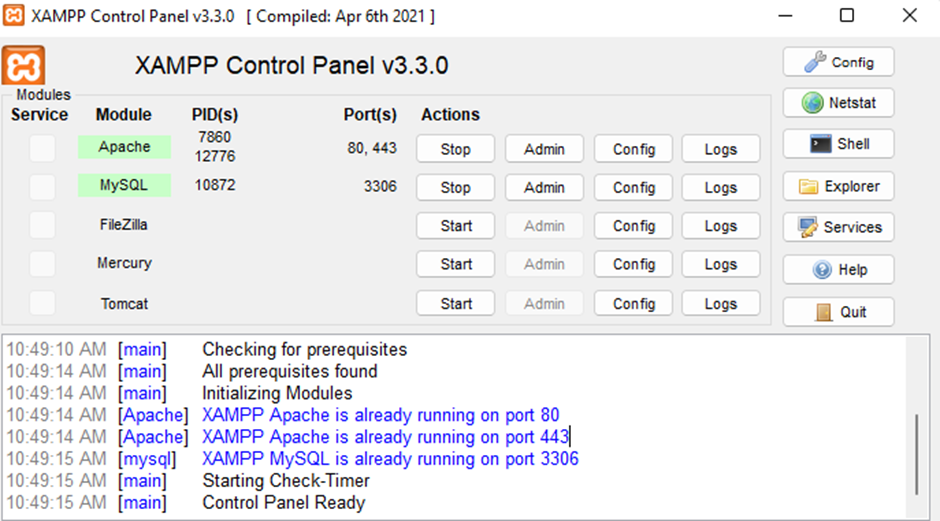 XAMPP Control Panel v3.3.0 [ Compiled: Apr 6th 2021 ]
XAMPP Control Panel v3.3.0
Config
Modules
Service Module PID(s) Port(s) Actions
Netstat
Apache 7860 12776 80, 443 Stop Admin Config Logs
Shell
MySQL 10872 3306 Stop Admin Config Logs
Explorer
FileZilla Start Admin Config Logs
Services
Mercury Start Admin Config Logs
Help
Tomcat Start Admin Config Logs
Quit
10:49:10 AM [main] Checking for prerequisites
10:49:14 AM [main] All prerequisites found
10:49:14 AM [main] Initializing Modules
10:49:14 AM [Apache] XAMPP Apache is already running on port 80
10:49:14 AM [Apache] XAMPP Apache is already running on port 443
10:49:15 AM [mysql] XAMPP MySQL is already running on port 3306
10:49:15 AM [main] Starting Check-Timer
10:49:15 AM [main] Control Panel Ready